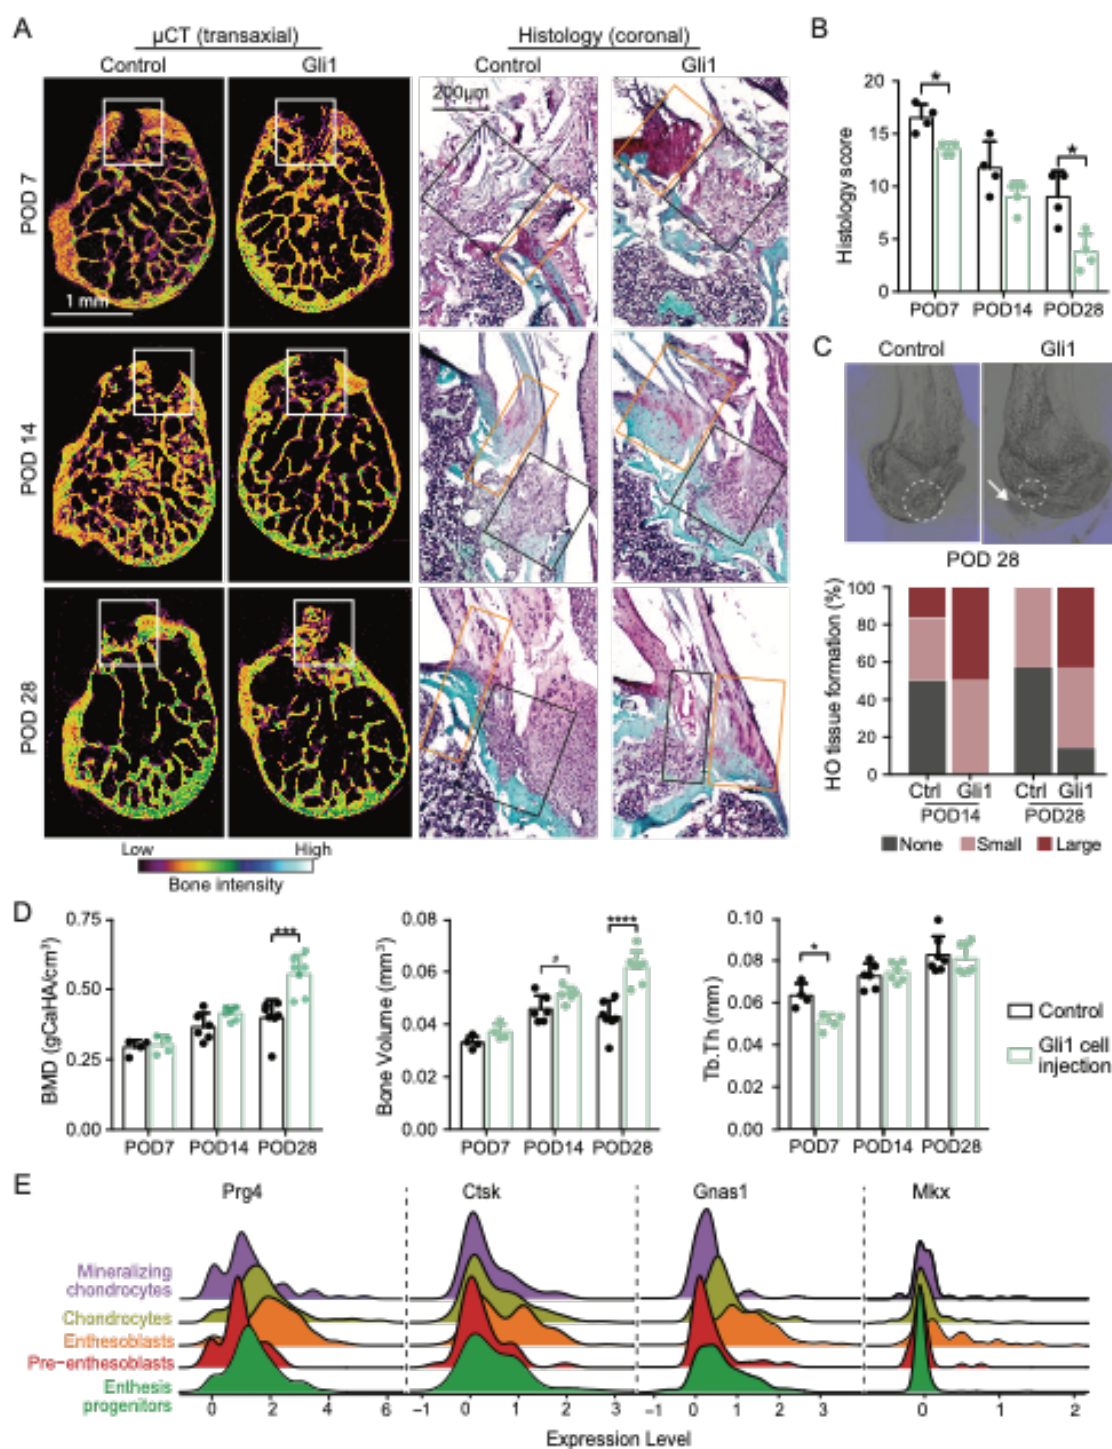 A
μCT (transaxial)
Histology (coronal)
Control
Gli1
Control
Gli1
200μm
POD 7
1 mm
POD 14
POD 28
Low
High
Bone intensity
B
Histology score
20
15
10
5
0
*
*
POD7
POD14
POD28
C
Control
Gli1
POD 28
HO tissue formation (%)
100
80
60
40
20
0
Ctrl
Gli1
Ctrl
Gli1
POD14
POD28
None
Small
Large
D
BMD (gCaHA/cm³)
0.75
0.50
0.25
0.00
***
POD7
POD14
POD28
Bone Volume (mm³)
0.08
0.06
0.04
0.02
0.00
#
****
POD7
POD14
POD28
Tb.Th (mm)
0.10
0.08
0.06
0.04
0.02
0.00
*
POD7
POD14
POD28
Control
Gli1 cell
injection
E
Prg4
Ctsk
Gnas1
Mkx
Mineralizing
chondrocytes
Chondrocytes
Enthesoblasts
Pre-enthesoblasts
Enthesis
progenitors
0 2 4 6
-1 0 1 2 3
-1 0 1 2 3
0 1 2
Expression Level